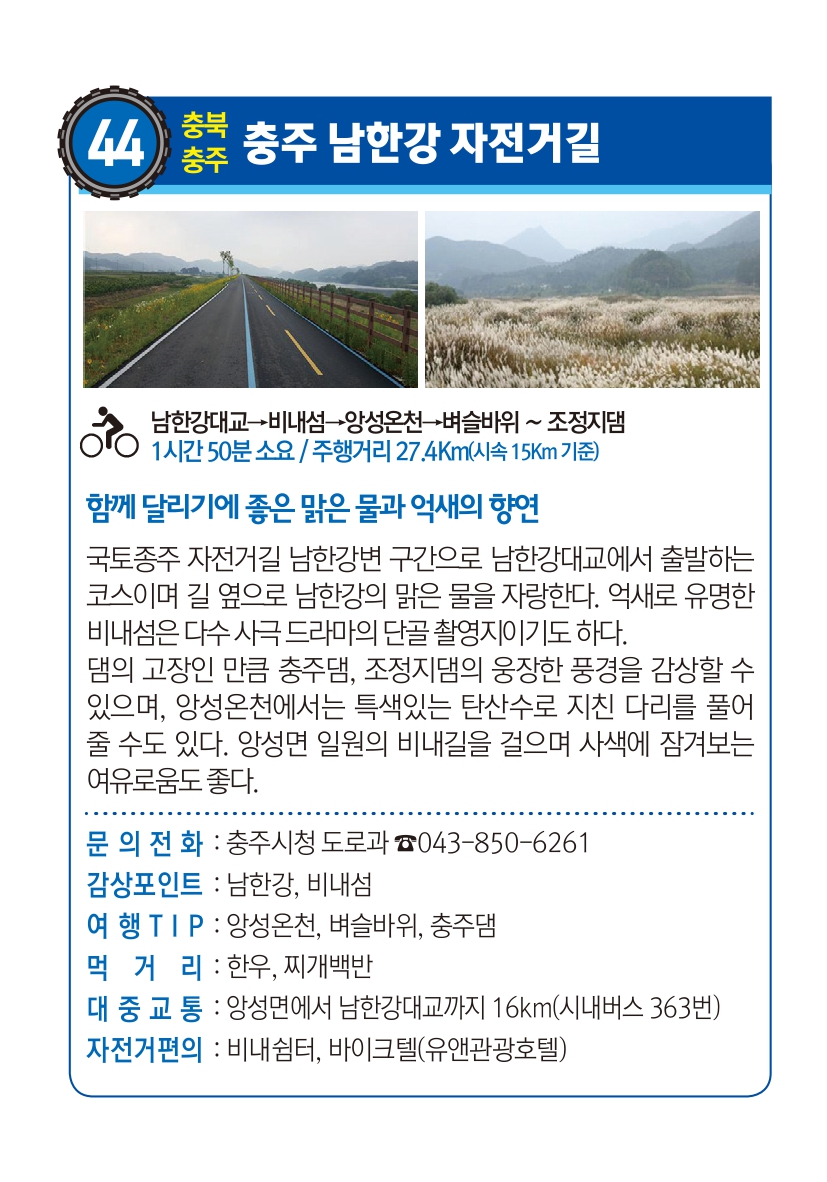 44
충북
충주
충주 남한강 자전거길
남한강대교→비내섬→앙성온천→벼슬바위 ~ 조정지댐
1시간 50분 소요 / 주행거리 27.4Km(시속 15Km 기준)
함께 달리기에 좋은 맑은 물과 억새의 향연
국토종주 자전거길 남한강변 구간으로 남한강대교에서 출발하는
코스이며 길 옆으로 남한강의 맑은 물을 자랑한다. 억새로 유명한
비내섬은 다수 사극 드라마의 단골 촬영지이기도 하다.
댐의 고장인 만큼 충주댐, 조정지댐의 웅장한 풍경을 감상할 수
있으며, 앙성온천에서는 특색있는 탄산수로 지친 다리를 풀어
줄 수도 있다. 앙성면 일원의 비내길을 걸으며 사색에 잠겨보는
여유로움도 좋다.
문 의 전 화 : 충주시청 도로과 ☎043-850-6261
감상포인트 : 남한강, 비내섬
여 행 T I P : 앙성온천, 벼슬바위, 충주댐
먹 거 리 : 한우, 찌개백반
대 중 교 통 : 앙성면에서 남한강대교까지 16km(시내버스 363번)
자전거편의 : 비내쉼터, 바이크텔(유앤관광호텔)